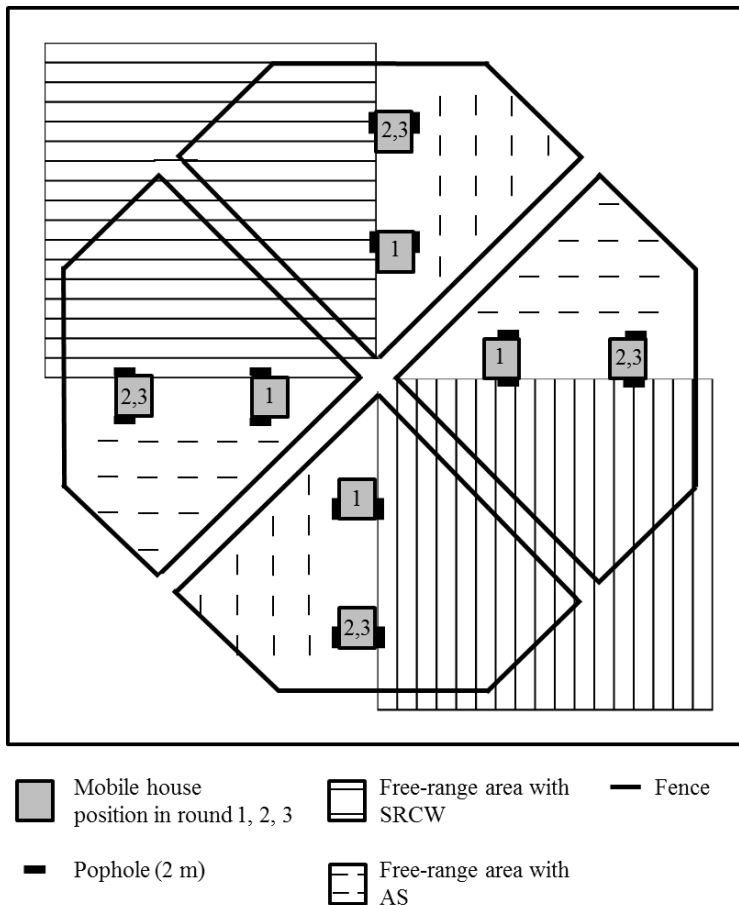 2,3
1
1
2,3
2,3
1
1
2,3
Mobile house
position in round 1, 2, 3
Free-range area with
SRCW
Fence
Pophole (2 m)
Free-range area with
AS